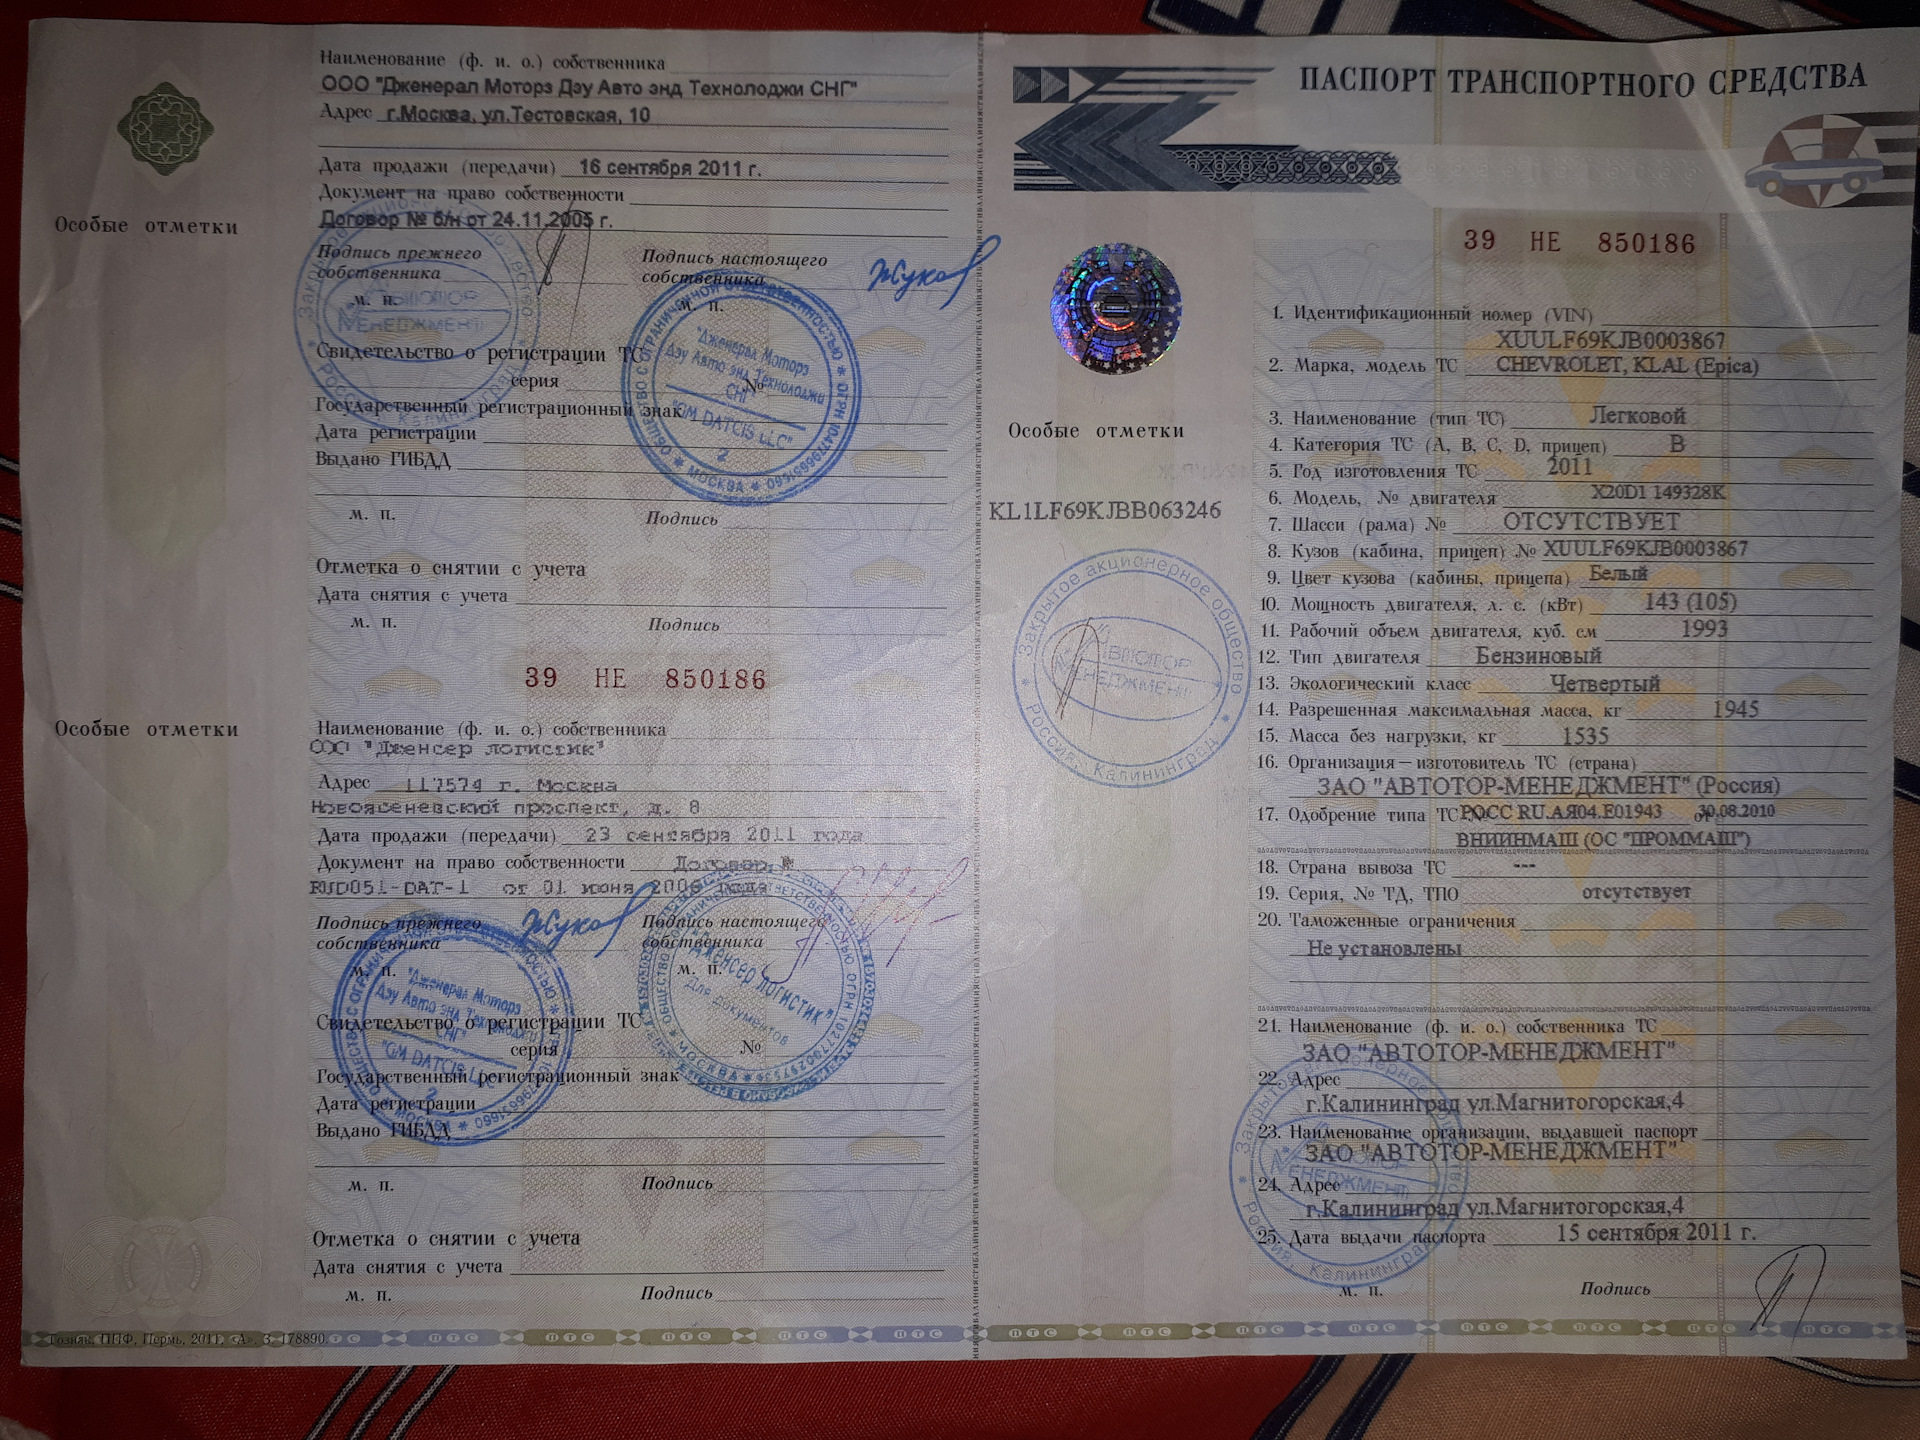 Наименование (ф. и. о.) собственника
ООО "Дженерал Моторз Дэу Авто энд Технолоджи СНГ"
Адрес г.Москва, ул.Тестовская, 10
Дата продажи (передачи) 16 сентября 2011 г.
Документ на право собственности
Договор № б/н от 24.11.2005 г.
Особые отметки
Подпись прежнего собственника
Подпись настоящего собственника
Жуков
м. п.
м. п.
Свидетельство о регистрации ТС
серия №
Государственный регистрационный знак
Дата регистрации
Выдано ГИБДД
м. п. Подпись
Отметка о снятии с учета
Дата снятия с учета
м. п. Подпись
39 НЕ 850186
Особые отметки
Наименование (ф. и. о.) собственника
ООО "Дженсер логистик"
Адрес 117574 г. Москва
Новоясеневский проспект, д. 8
Дата продажи (передачи) 23 сентября 2011 года
Документ на право собственности Договор №
RUD051-DAT-1 от 01 июня 2006 года
Подпись прежнего собственника
Жуков
Подпись настоящего собственника
м. п.
м. п.
Свидетельство о регистрации ТС
серия №
Государственный регистрационный знак
Дата регистрации
Выдано ГИБДД
м. п. Подпись
Отметка о снятии с учета
Дата снятия с учета
м. п. Подпись
Гознак, ППФ, Пермь, 2011, «А», З. 178890.
ПАСПОРТ ТРАНСПОРТНОГО СРЕДСТВА
39 НЕ 850186
Особые отметки
KL1LF69KJBB063246
Закрытое акционерное общество
АВТОТОР МЕНЕДЖМЕНТ
Россия, Калининград
1. Идентификационный номер (VIN)
XUULF69KJB0003867
2. Марка, модель ТС CHEVROLET, KLAL (Epica)
3. Наименование (тип ТС) Легковой
4. Категория ТС (А, В, С, D, прицеп) В
5. Год изготовления ТС 2011
6. Модель, № двигателя X20D1 149328K
7. Шасси (рама) № ОТСУТСТВУЕТ
8. Кузов (кабина, прицеп) № XUULF69KJB0003867
9. Цвет кузова (кабины, прицепа) Белый
10. Мощность двигателя, л. с. (кВт) 143 (105)
11. Рабочий объем двигателя, куб. см 1993
12. Тип двигателя Бензиновый
13. Экологический класс Четвертый
14. Разрешенная максимальная масса, кг 1945
15. Масса без нагрузки, кг 1535
16. Организация—изготовитель ТС (страна)
ЗАО "АВТОТОР-МЕНЕДЖМЕНТ" (Россия)
17. Одобрение типа ТС № РОСС RU.АЯ04.Е01943 от 30.08.2010
ВНИИНМАШ (ОС "ПРОММАШ")
18. Страна вывоза ТС ---
19. Серия, № ТД, ТПО отсутствует
20. Таможенные ограничения
Не установлены
21. Наименование (ф. и. о.) собственника ТС
ЗАО "АВТОТОР-МЕНЕДЖМЕНТ"
22. Адрес
г.Калининград ул.Магнитогорская,4
23. Наименование организации, выдавшей паспорт
ЗАО "АВТОТОР-МЕНЕДЖМЕНТ"
24. Адрес
г.Калининград ул.Магнитогорская,4
25. Дата выдачи паспорта 15 сентября 2011 г.
м. п. Подпись